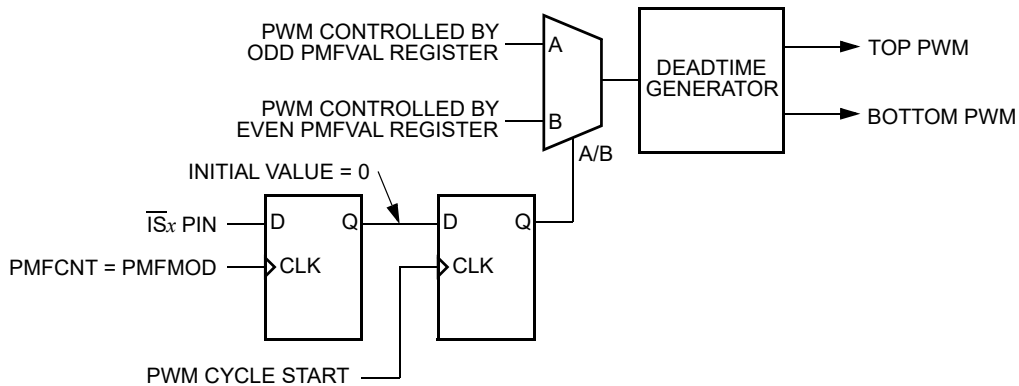 PWM CONTROLLED BY
ODD PMFVAL REGISTER
A
DEADTIME
GENERATOR
TOP PWM
PWM CONTROLLED BY
EVEN PMFVAL REGISTER
B
BOTTOM PWM
A/B
INITIAL VALUE = 0
I̅S̅x PIN
D
Q
D
Q
PMFCNT = PMFMOD
CLK
CLK
PWM CYCLE START